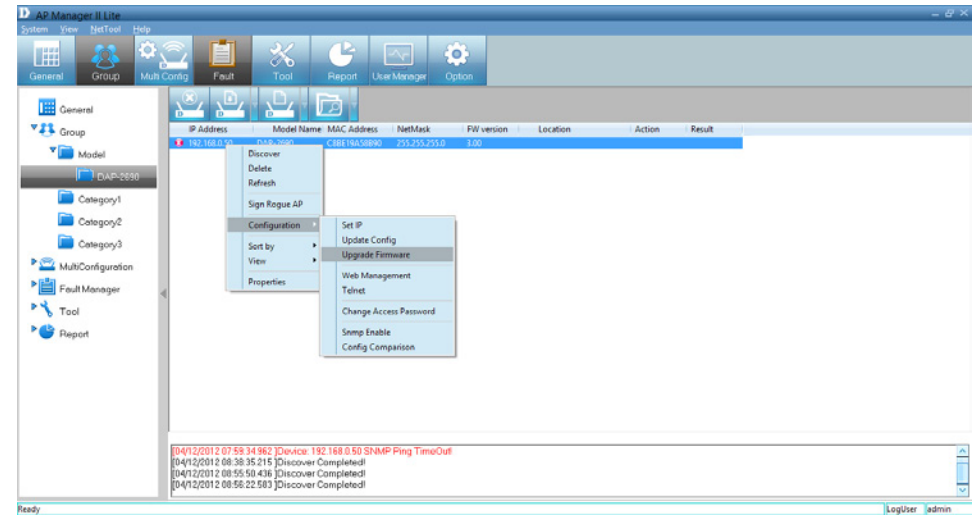 D AP Manager II Lite
System View NetTool Help
General Group Multi Config Fault Tool Report User Manager Option
General
Group
Model
DAP-2690
Category1
Category2
Category3
MultiConfiguration
Fault Manager
Tool
Report
IP Address Model Name MAC Address NetMask FW version Location Action Result
192.168.0.50 DAP-2690 C8BE19A58B90 255.255.255.0 3.00
Discover
Delete
Refresh
Sign Rogue AP
Configuration
Sort by
View
Properties
Set IP
Update Config
Upgrade Firmware
Web Management
Telnet
Change Access Password
Snmp Enable
Config Comparison
[04/12/2012 07:59:34.962 ]Device: 192.168.0.50 SNMP Ping TimeOut!
[04/12/2012 08:38:35.215 ]Discover Completed!
[04/12/2012 08:55:50.436 ]Discover Completed!
[04/12/2012 08:56:22.583 ]Discover Completed!
Ready LogUser admin